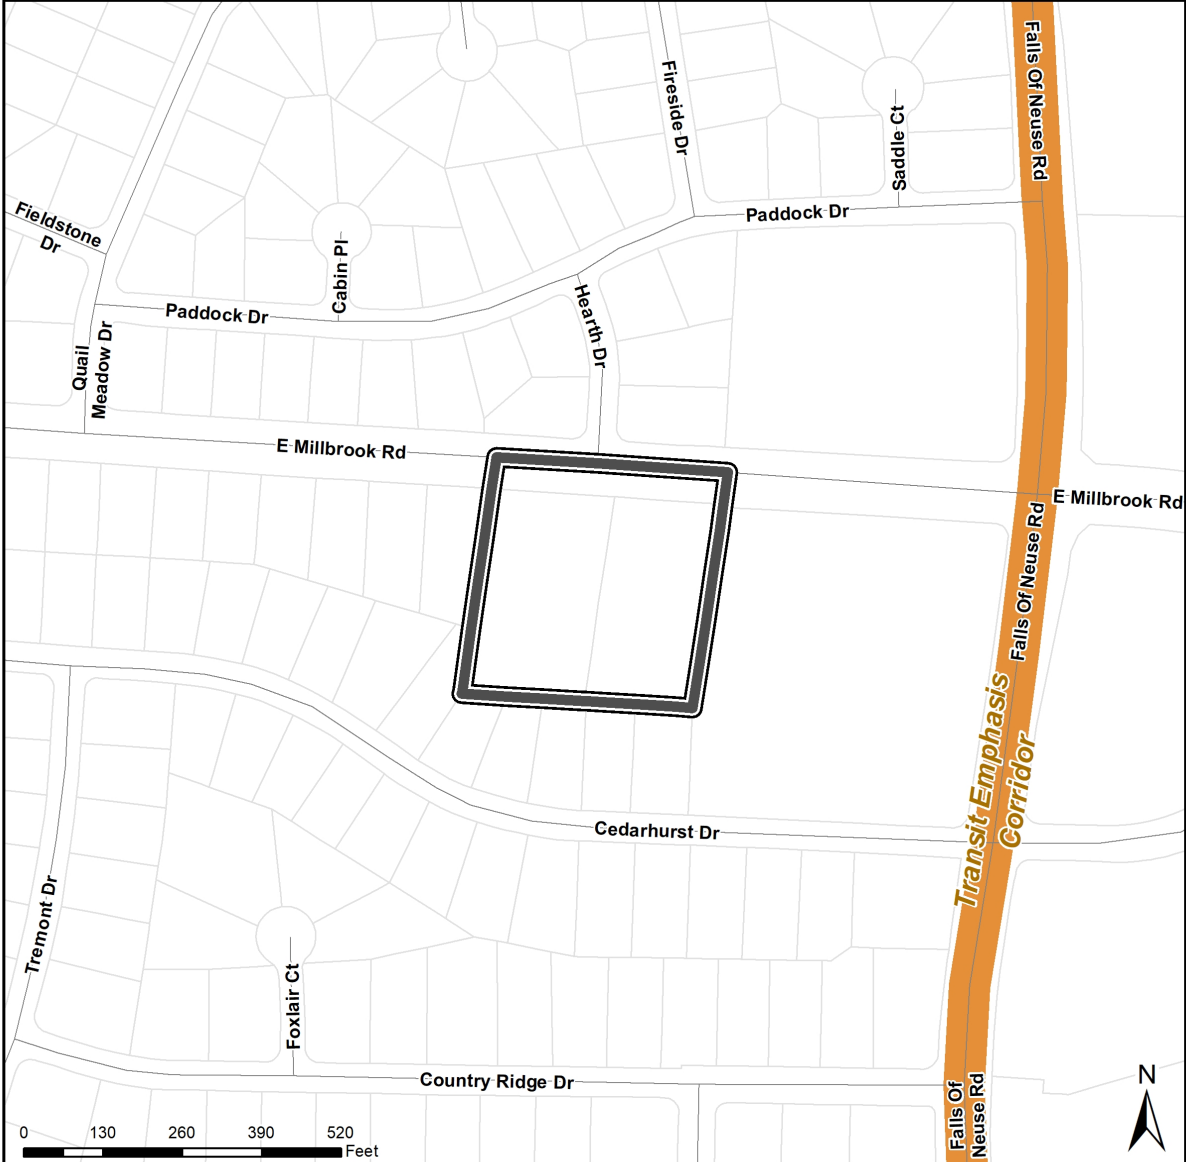 Falls Of Neuse Rd
Fireside Dr
Saddle Ct
Fieldstone
Dr
Paddock Dr
Cabin Pl
Paddock Dr
Hearth Dr
Quail
Meadow Dr
E Millbrook Rd
E Millbrook Rd
Falls Of Neuse Rd
Transit Emphasis
Corridor
Cedarhurst Dr
Tremont Dr
Foxlair Ct
Country Ridge Dr
Falls Of
Neuse Rd
N
0 130 260 390 520
Feet